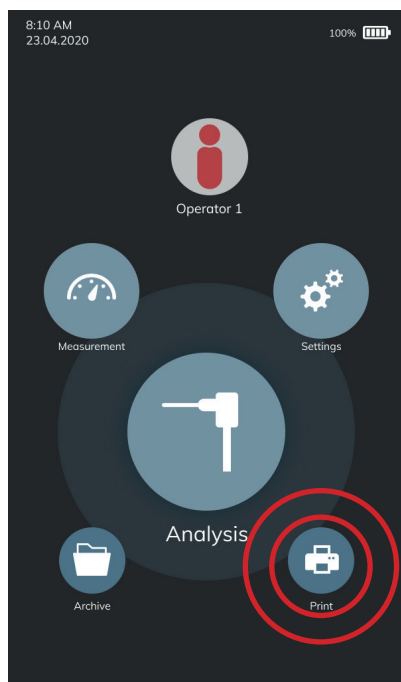 8:10 AM
23.04.2020
100%
Operator 1
Measurement
Settings
Analysis
Archive
Print